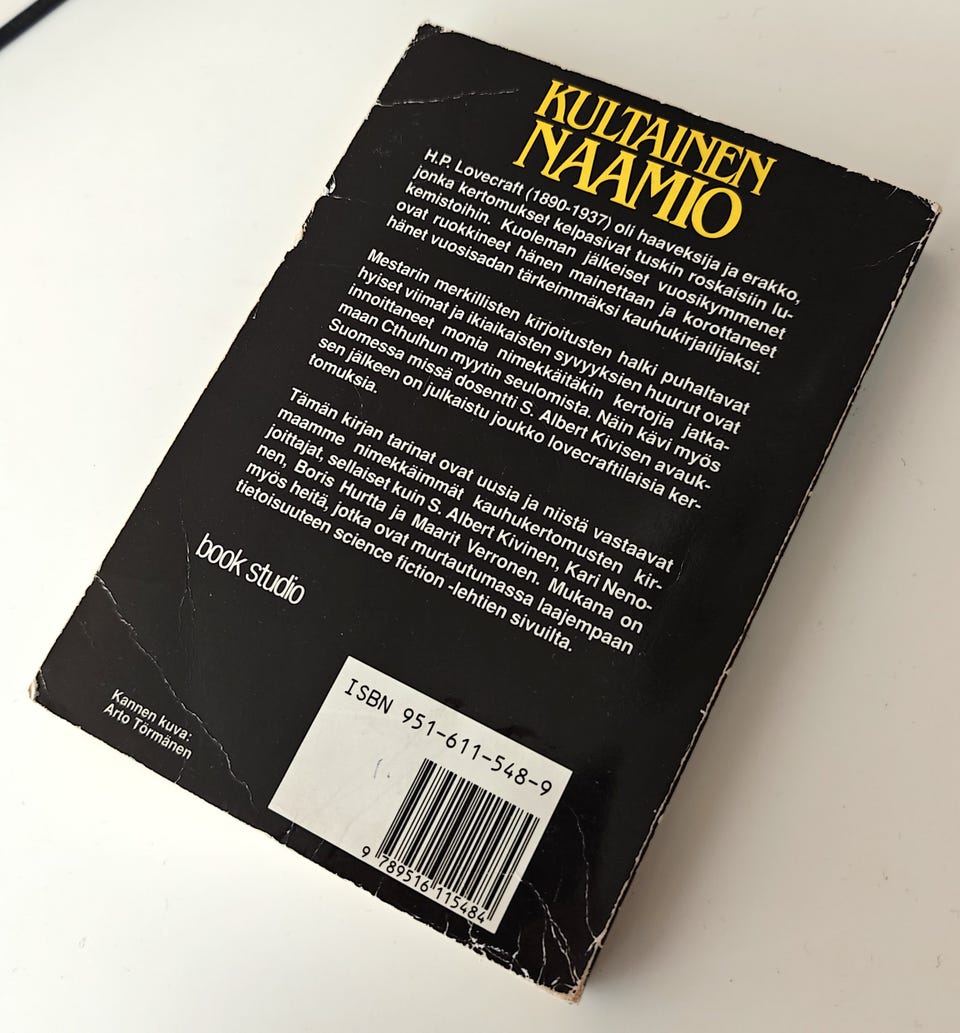 KULTAINEN
NAAMIO
H.P. Lovecraft (1890-1937) oli haaveksija ja erakko,
jonka kertomukset kelpasivat tuskin roskaisiin lu-
kemistoihin. Kuoleman jälkeiset vuosikymmenet
ovat ruokkineet hänen mainettaan ja korottaneet
hänet vuosisadan tärkeimmäksi kauhukirjailijaksi.
Mestarin merkillisten kirjoitusten halki puhaltavat
hyiset viimat ja ikiaikaisten syvyyksien huurut ovat
innoittaneet monia nimekkäitäkin kertojia jatka-
maan Cthulhun myytin seulomista. Näin kävi myös
Suomessa missä dosentti S. Albert Kivisen avauk-
sen jälkeen on julkaistu joukko lovecraftilaisia ker-
tomuksia.
Tämän kirjan tarinat ovat uusia ja niistä vastaavat
maamme nimekkäimmät kauhukertomusten kir-
joittajat, sellaiset kuin S. Albert Kivinen, Kari Neno-
nen, Boris Hurtta ja Maarit Verronen. Mukana on
myös heitä, jotka ovat murtautumassa laajempaan
tietoisuuteen science fiction -lehtien sivuilta.
book studio
Kannen kuva:
Arto Törmänen
ISBN 951-611-548-9
9 789516 115484